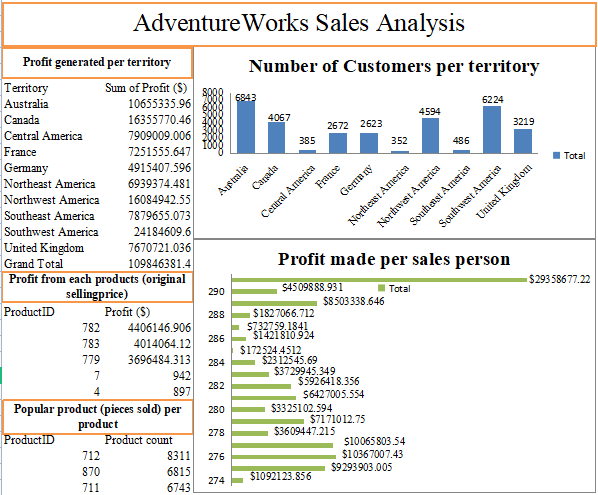 AdventureWorks Sales Analysis
Profit generated per territory
Territory Sum of Profit ($)
Australia 10655335.96
Canada 16355770.46
Central America 7909009.006
France 7251555.647
Germany 4915407.596
Northeast America 6939374.481
Northwest America 16084942.55
Southeast America 7879655.073
Southwest America 24184609.6
United Kingdom 7670721.036
Grand Total 109846381.4
Profit from each products (original
sellingprice)
ProductID Profit ($)
782 4406146.906
783 4014064.12
779 3696484.313
7 942
4 897
Popular product (pieces sold) per
product
ProductID Product count
712 8311
870 6815
711 6743
Number of Customers per territory
8000
7000
6000
5000
4000
3000
2000
1000
0
6843
4067
385
2672
2623
352
4594
486
6224
3219
Australia
Canada
Central America
France
Germany
Northeast America
Northwest America
Southeast America
Southwest America
United Kingdom
Total
Profit made per sales person
$29358677.22
290 $4509888.931 Total
$8503338.646
288 $1827066.712
$732759.1841
286 $1421810.924
$172524.4512
284 $2312545.69
$3729945.349
282 $5926418.356
$6427005.554
280 $3325102.594
$7171012.75
278 $3609447.215
$10065803.54
276 $10367007.43
$9293903.005
274 $1092123.856